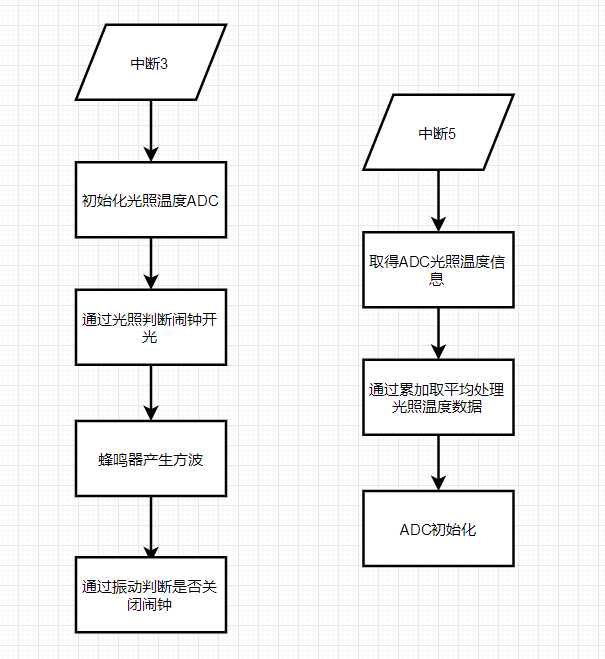 中断3
初始化光照温度ADC
通过光照判断闹钟开
光
蜂鸣器产生方波
通过振动判断是否关
闭闹钟
中断5
取得ADC光照温度信
息
通过累加取平均处理
光照温度数据
ADC初始化